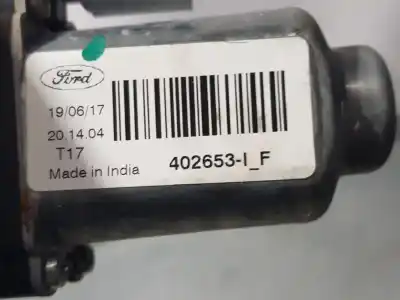 Ford
19/06/17
20.14.04
T17
Made in India
402653-I_F